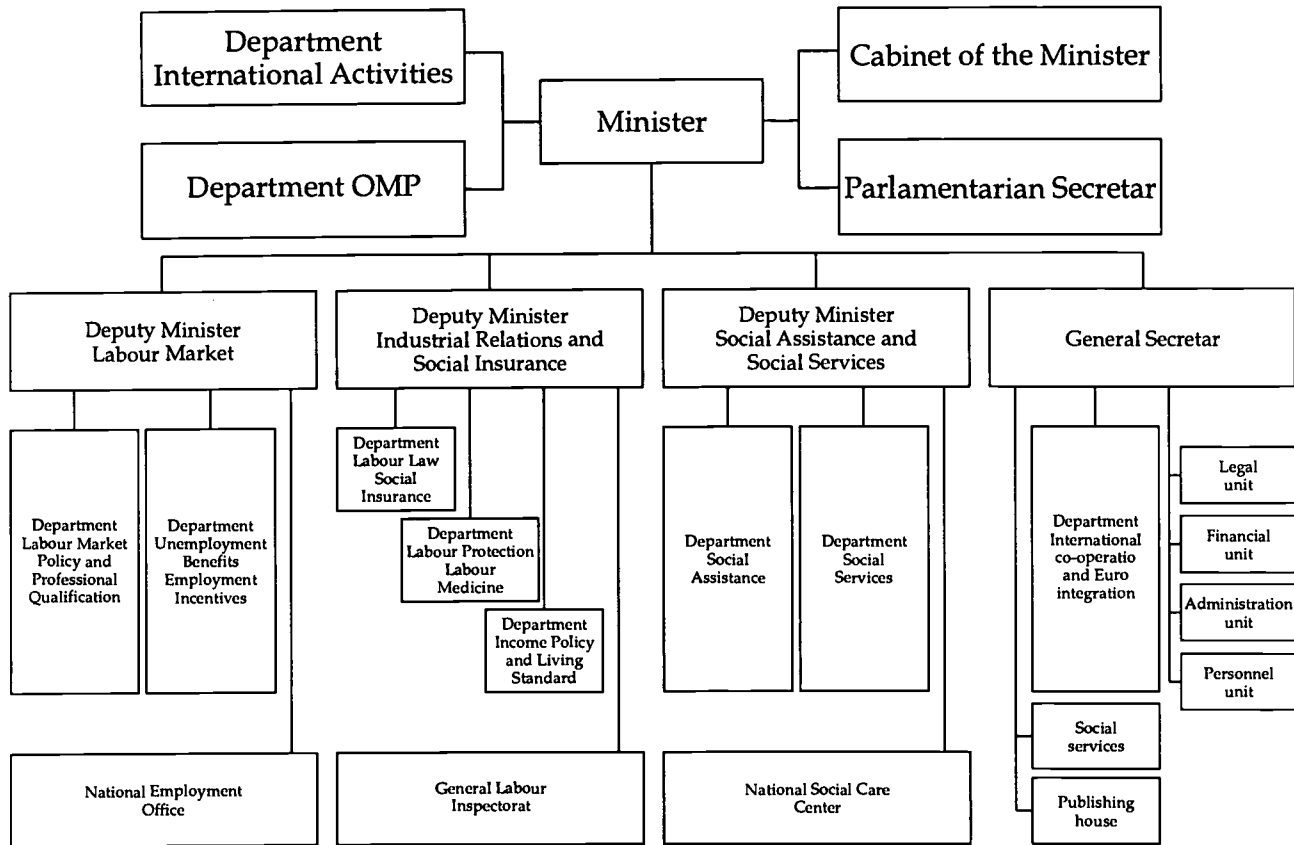 Department
International Activities
Cabinet of the Minister
Minister
Department OMP
Parlamentarian Secretar
Deputy Minister
Labour Market
Deputy Minister
Industrial Relations and
Social Insurance
Deputy Minister
Social Assistance and
Social Services
General Secretar
Department
Labour Market
Policy and
Professional
Qualification
Department
Unemployment
Benefits
Employment
Incentives
Department
Labour Law
Social
Insurance
Department
Labour Protection
Labour
Medicine
Department
Income Policy
and Living
Standard
Department
Social
Assistance
Department
Social
Services
Department
International
co-operatio
and Euro
integration
Legal
unit
Financial
unit
Administration
unit
Personnel
unit
Social
services
Publishing
house
National Employment
Office
General Labour
Inspectorat
National Social Care
Center